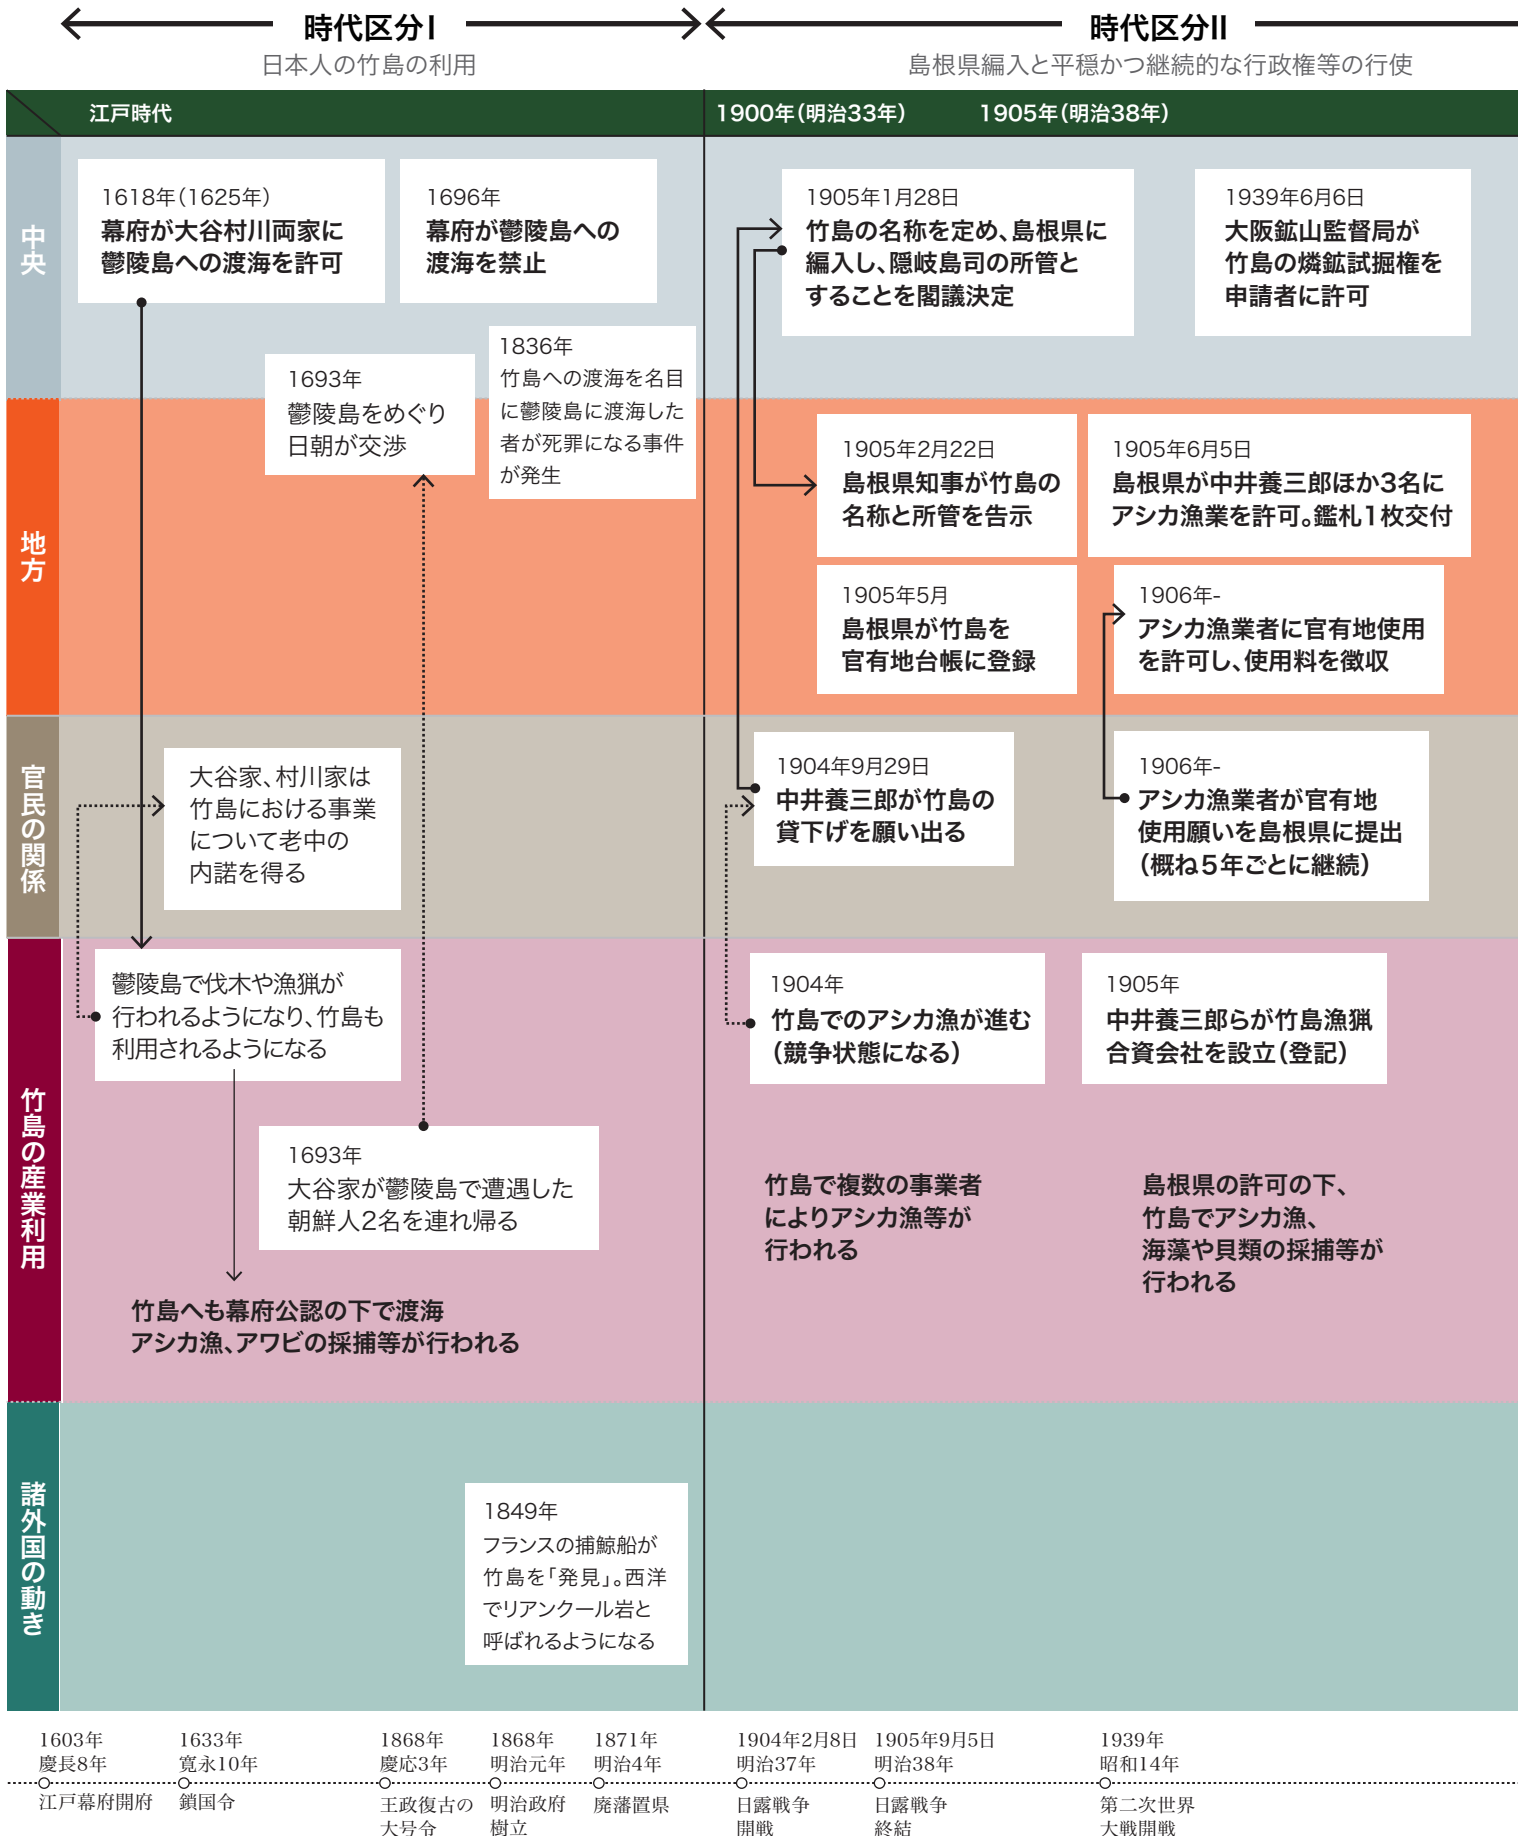 時代区分Ⅰ
日本人の竹島の利用
時代区分Ⅱ
島根県編入と平穏かつ継続的な行政権等の行使
江戸時代
1900年(明治33年)
1905年(明治38年)
中央
1618年(1625年)
幕府が大谷村川両家に
鬱陵島への渡海を許可
1696年
幕府が鬱陵島への
渡海を禁止
1905年1月28日
竹島の名称を定め、島根県に
編入し、隠岐島司の所管と
することを閣議決定
1939年6月6日
大阪鉱山監督局が
竹島の燐鉱試掘権を
申請者に許可
1693年
鬱陵島をめぐり
日朝が交渉
1836年
竹島への渡海を名目
に鬱陵島に渡海した
者が死罪になる事件
が発生
地方
1905年2月22日
島根県知事が竹島の
名称と所管を告示
1905年6月5日
島根県が中井養三郎ほか3名に
アシカ漁業を許可。鑑札1枚交付
1905年5月
島根県が竹島を
官有地台帳に登録
1906年-
アシカ漁業者に官有地使用
を許可し、使用料を徴収
官民の関係
大谷家、村川家は
竹島における事業
について老中の
内諾を得る
1904年9月29日
中井養三郎が竹島の
貸下げを願い出る
1906年-
アシカ漁業者が官有地
使用願いを島根県に提出
(概ね5年ごとに継続)
竹島の産業利用
鬱陵島で伐木や漁猟が
行われるようになり、竹島も
利用されるようになる
1693年
大谷家が鬱陵島で遭遇した
朝鮮人2名を連れ帰る
竹島へも幕府公認の下で渡海
アシカ漁、アワビの採捕等が行われる
1904年
竹島でのアシカ漁が進む
(競争状態になる)
1905年
中井養三郎らが竹島漁猟
合資会社を設立(登記)
竹島で複数の事業者
によりアシカ漁等が
行われる
島根県の許可の下、
竹島でアシカ漁、
海藻や貝類の採捕等が
行われる
諸外国の動き
1849年
フランスの捕鯨船が
竹島を「発見」。西洋
でリアンクール岩と
呼ばれるようになる
1603年
慶長8年
江戸幕府開府
1633年
寛永10年
鎖国令
1868年
慶応3年
王政復古の
大号令
1868年
明治元年
明治政府
樹立
1871年
明治4年
廃藩置県
1904年2月8日
明治37年
日露戦争
開戦
1905年9月5日
明治38年
日露戦争
終結
1939年
昭和14年
第二次世界
大戦開戦